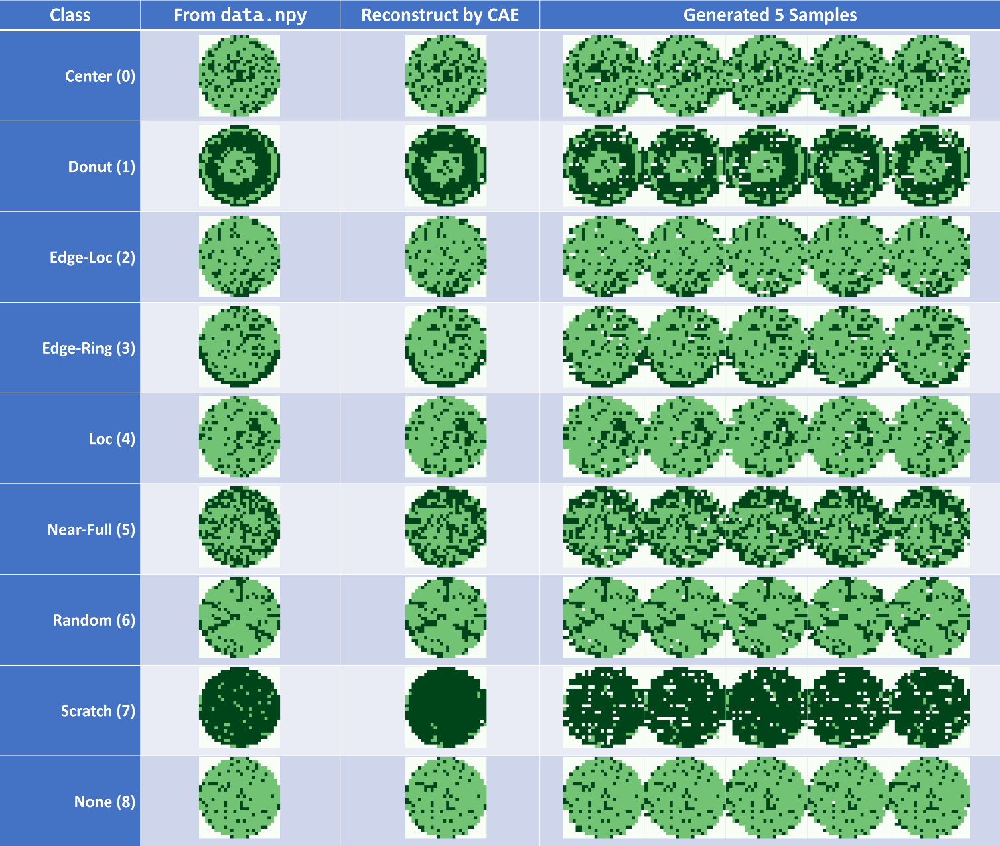 Class From data.npy Reconstruct by CAE Generated 5 Samples
Center (0)
Donut (1)
Edge-Loc (2)
Edge-Ring (3)
Loc (4)
Near-Full (5)
Random (6)
Scratch (7)
None (8)